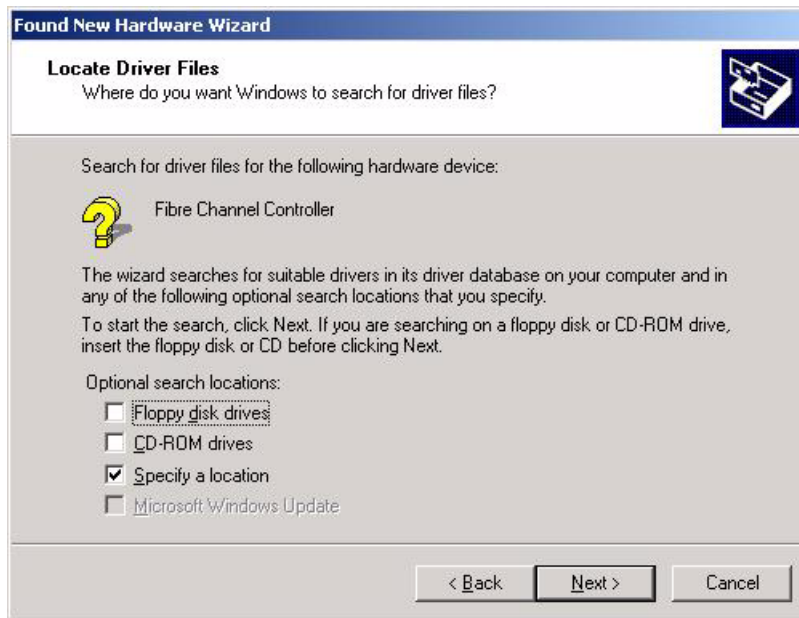 Found New Hardware Wizard
Locate Driver Files
Where do you want Windows to search for driver files?
Search for driver files for the following hardware device:
Fibre Channel Controller
The wizard searches for suitable drivers in its driver database on your computer and in
any of the following optional search locations that you specify.
To start the search, click Next. If you are searching on a floppy disk or CD-ROM drive,
insert the floppy disk or CD before clicking Next.
Optional search locations:
Floppy disk drives
CD-ROM drives
Specify a location
Microsoft Windows Update
< Back Next > Cancel